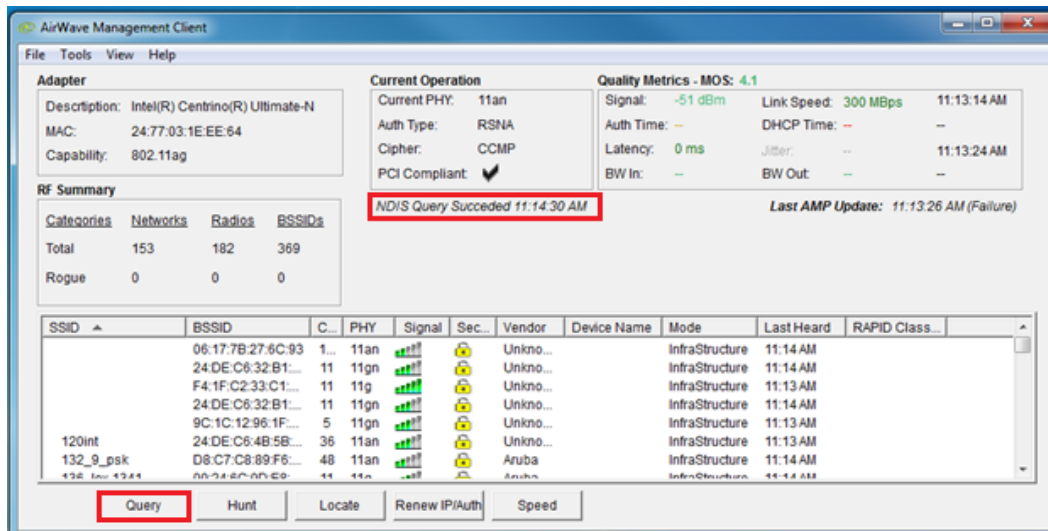 AirWave Management Client
File Tools View Help
Adapter
Desctiption: Intel(R) Centrino(R) Ultimate-N
MAC: 24:77:03:1E:EE:64
Capability: 802.11ag
Current Operation
Current PHY: 11an
Auth Type: RSNA
Cipher: CCMP
PCI Compliant:
Quality Metrics - MOS: 4.1
Signal: -51 dBm Link Speed: 300 MBps 11:13:14 AM
Auth Time: -- DHCP Time: -- --
Latency: 0 ms Jitter: -- 11:13:24 AM
BW In: -- BW Out: -- --
NDIS Query Succeded 11:14:30 AM
Last AMP Update: 11:13:26 AM (Failure)
RF Summary
Categories Networks Radios BSSIDs
Total 153 182 369
Rogue 0 0 0
SSID BSSID C... PHY Signal Sec... Vendor Device Name Mode Last Heard RAPID Class...
06:17:7B:27:6C:93 1... 11an Unkno... InfraStructure 11:14 AM
24:DE:C6:32:B1:... 11 11gn Unkno... InfraStructure 11:14 AM
F4:1F:C2:33:C1:... 11 11g Unkno... InfraStructure 11:13 AM
24:DE:C6:32:B1:... 11 11gn Unkno... InfraStructure 11:14 AM
9C:1C:12:96:1F:... 5 11gn Unkno... InfraStructure 11:13 AM
120int 24:DE:C6:4B:5B:... 36 11an Unkno... InfraStructure 11:13 AM
132_9_psk D8:C7:C8:89:F6:... 48 11an Aruba InfraStructure 11:14 AM
Aruba InfraStructure 11:14 AM
Query Hunt Locate Renew IP/Auth Speed